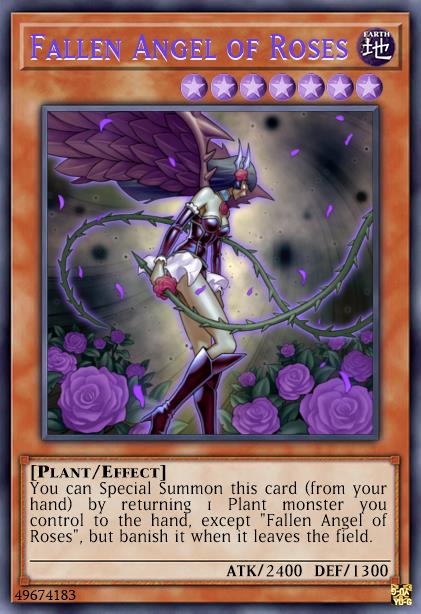 Fallen Angel of Roses
EARTH
地
[Plant/Effect]
You can Special Summon this card (from your
hand) by returning 1 Plant monster you
control to the hand, except "Fallen Angel of
Roses", but banish it when it leaves the field.
ATK/2400 DEF/1300
49674183